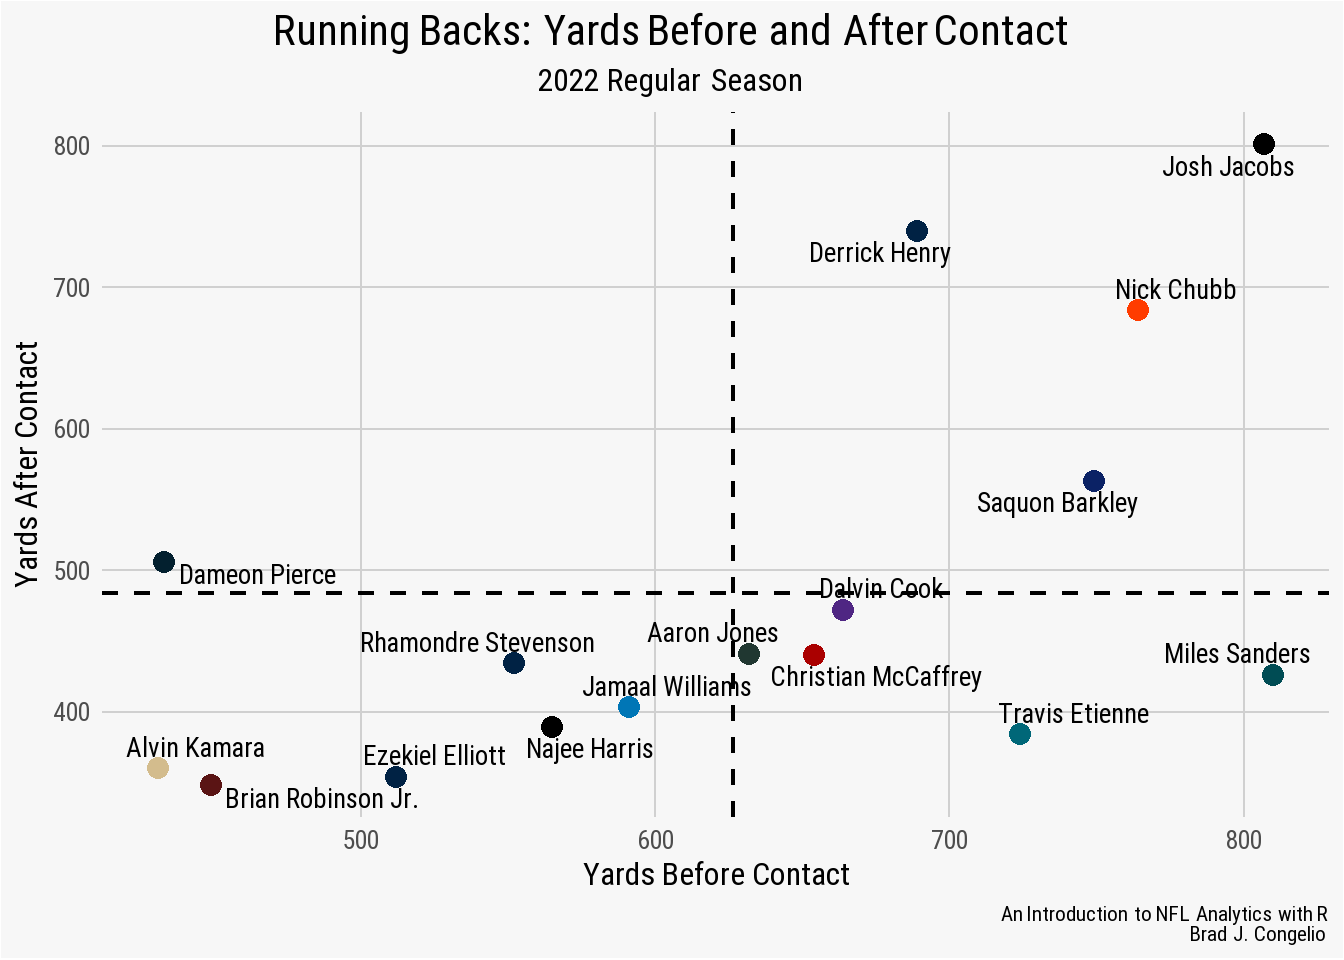 Running Backs: Yards Before and After Contact
2022 Regular Season
800
Josh Jacobs
Derrick Henry
700
Nick Chubb
Yards After Contact
600
Saquon Barkley
500
Dameon Pierce
Dalvin Cook
Aaron Jones
Rhamondre Stevenson
Miles Sanders
Christian McCaffrey
Jamaal Williams
400
Travis Etienne
Alvin Kamara
Najee Harris
Ezekiel Elliott
Brian Robinson Jr.
500
600
700
800
Yards Before Contact
An Introduction to NFL Analytics with R
Brad J. Congelio